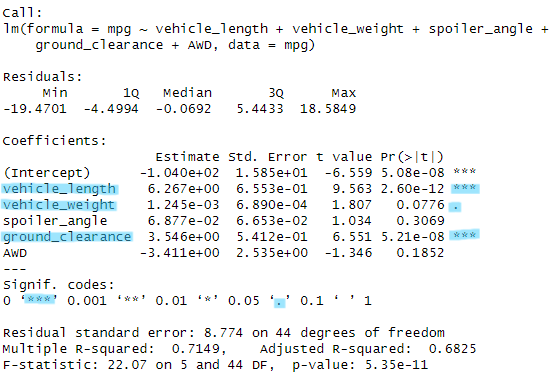 Call:
lm(formula = mpg ~ vehicle_length + vehicle_weight + spoiler_angle +
    ground_clearance + AWD, data = mpg)
Residuals:
     Min       1Q   Median       3Q      Max
-19.4701  -4.4994  -0.0692   5.4433  18.5849
Coefficients:
                   Estimate Std. Error t value Pr(>|t|)
(Intercept)      -1.040e+02  1.585e+01  -6.559 5.08e-08 ***
vehicle_length    6.267e+00  6.553e-01   9.563 2.60e-12 ***
vehicle_weight    1.245e-03  6.890e-04   1.807   0.0776 .
spoiler_angle     6.877e-02  6.653e-02   1.034   0.3069
ground_clearance  3.546e+00  5.412e-01   6.551 5.21e-08 ***
AWD              -3.411e+00  2.535e+00  -1.346   0.1852
---
Signif. codes:
0 ‘***’ 0.001 ‘**’ 0.01 ‘*’ 0.05 ‘.’ 0.1 ‘ ’ 1
Residual standard error: 8.774 on 44 degrees of freedom
Multiple R-squared:  0.7149,    Adjusted R-squared:  0.6825
F-statistic: 22.07 on 5 and 44 DF,  p-value: 5.35e-11